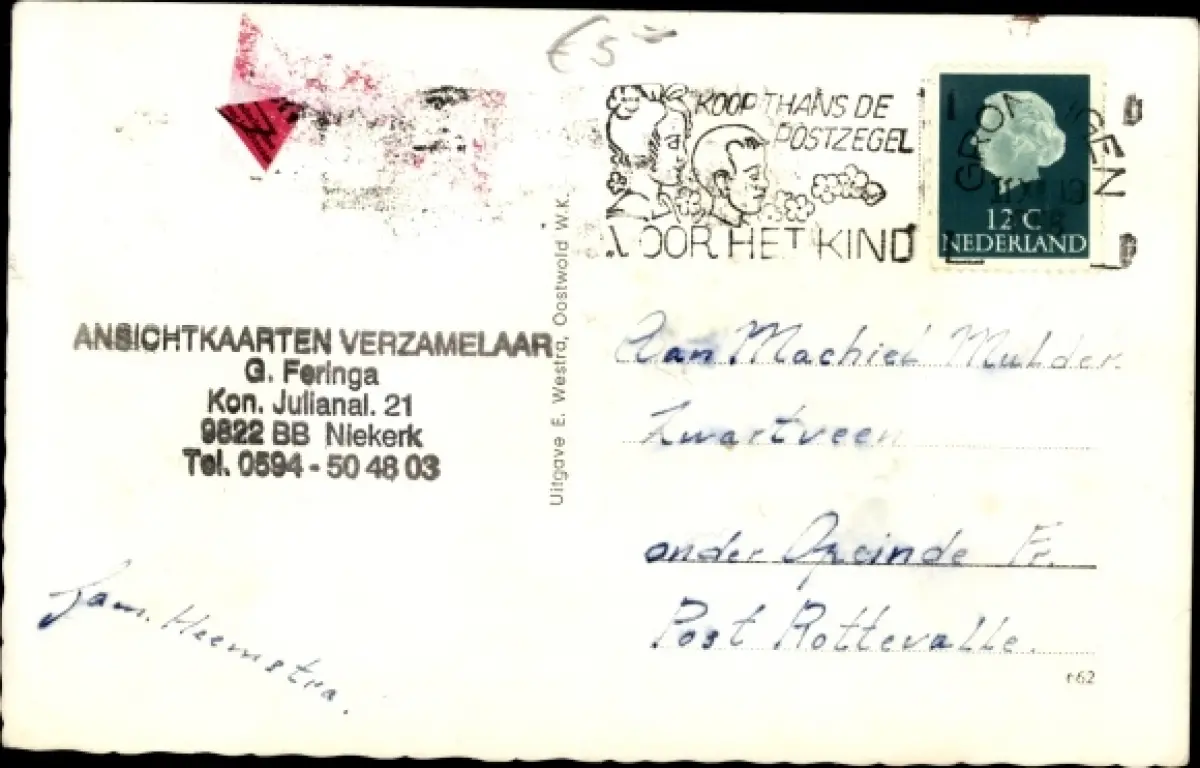 € 5 =
KOOP THANS DE
POSTZEGEL
VOOR HET KIND
12 C
NEDERLAND
ANSICHTKAARTEN VERZAMELAAR
G. Feringa
Kon. Julianal. 21
9822 BB Niekerk
Tel. 0594 - 50 48 03
Uitgave E. Westra, Oostwold W.K.
Aan Machiel Mulder.
Zwartveen
onder Opeinde Fr.
Post Rottevalle.
fam. Heemstra.
r62